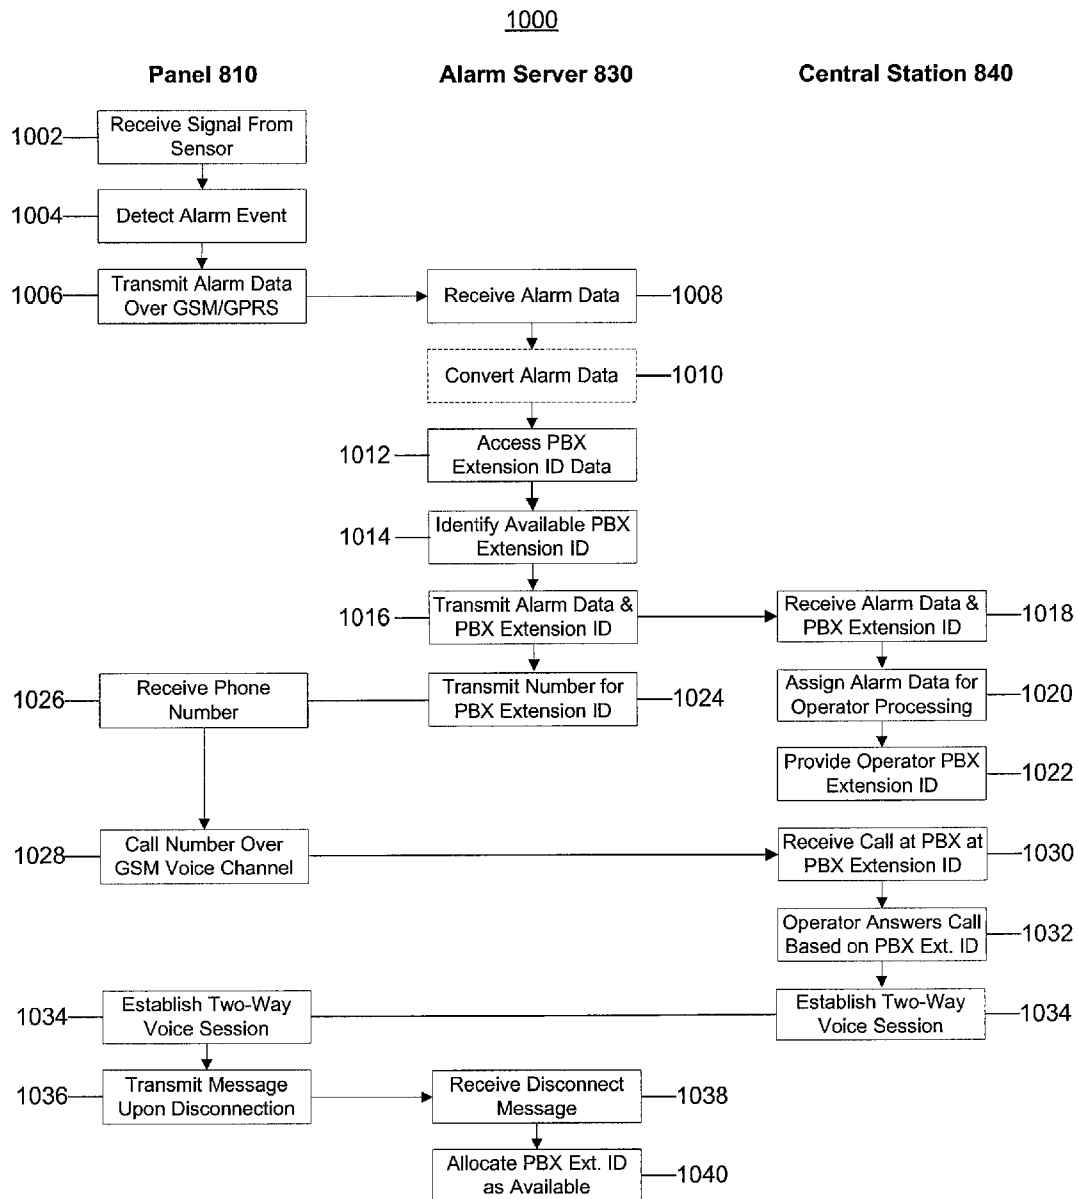 1000
Panel 810
Alarm Server 830
Central Station 840
1002
Receive Signal From
Sensor
1004
Detect Alarm Event
1006
Transmit Alarm Data
Over GSM/GPRS
Receive Alarm Data
1008
Convert Alarm Data
1010
1012
Access PBX
Extension ID Data
1014
Identify Available PBX
Extension ID
1016
Transmit Alarm Data &
PBX Extension ID
Receive Alarm Data &
PBX Extension ID
1018
1026
Receive Phone
Number
Transmit Number for
PBX Extension ID
1024
Assign Alarm Data for
Operator Processing
1020
Provide Operator PBX
Extension ID
1022
1028
Call Number Over
GSM Voice Channel
Receive Call at PBX at
PBX Extension ID
1030
Operator Answers Call
Based on PBX Ext. ID
1032
1034
Establish Two-Way
Voice Session
Establish Two-Way
Voice Session
1034
1036
Transmit Message
Upon Disconnection
Receive Disconnect
Message
1038
Allocate PBX Ext. ID
as Available
1040